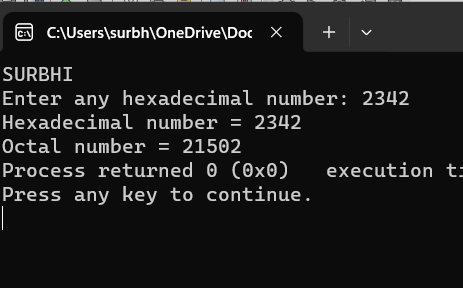 C:\Users\surbh\OneDrive\Doc
SURBHI
Enter any hexadecimal number: 2342
Hexadecimal number = 2342
Octal number = 21502
Process returned 0 (0x0)   execution ti
Press any key to continue.